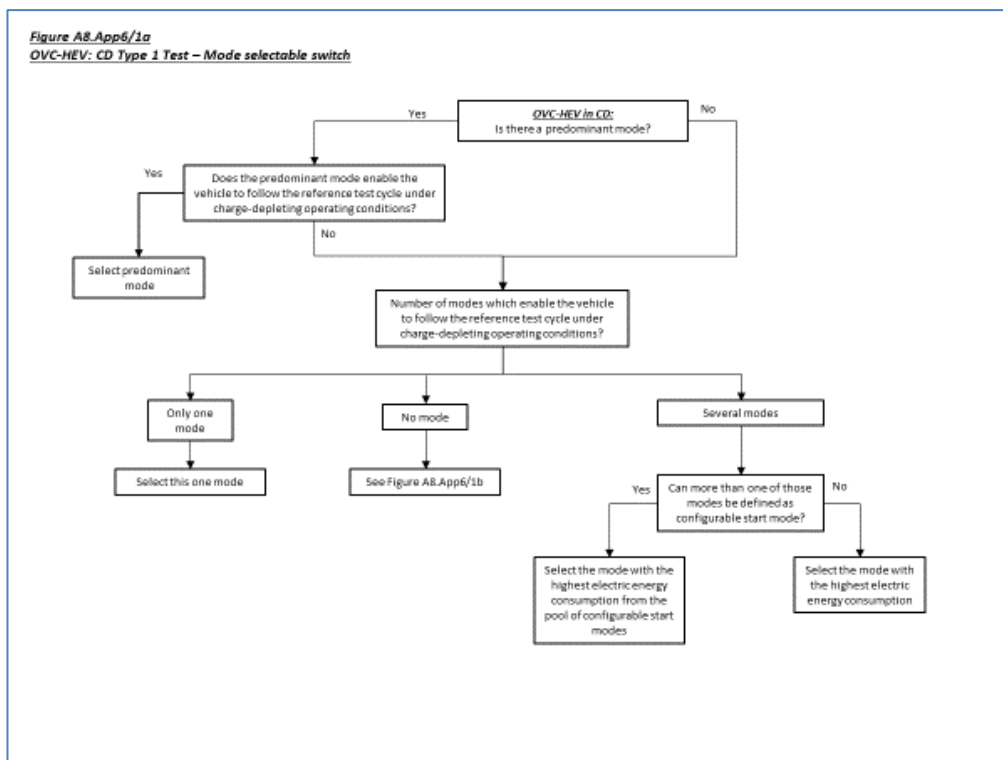 Figure A8.App6/1a
OVC-HEV: CD Type 1 Test – Mode selectable switch
Yes
OVC-HEV in CD:
Is there a predominant mode?
No
Yes
Does the predominant mode enable the
vehicle to follow the reference test cycle under
charge-depleting operating conditions?
No
Select predominant
mode
Number of modes which enable the vehicle
to follow the reference test cycle under
charge-depleting operating conditions?
Only one
mode
No mode
Several modes
Select this one mode
See Figure A8.App6/1b
Yes
Can more than one of those
modes be defined as
configurable start mode?
No
Select the mode with the
highest electric energy
consumption from the
pool of configurable start
modes
Select the mode with
the highest electric
energy consumption